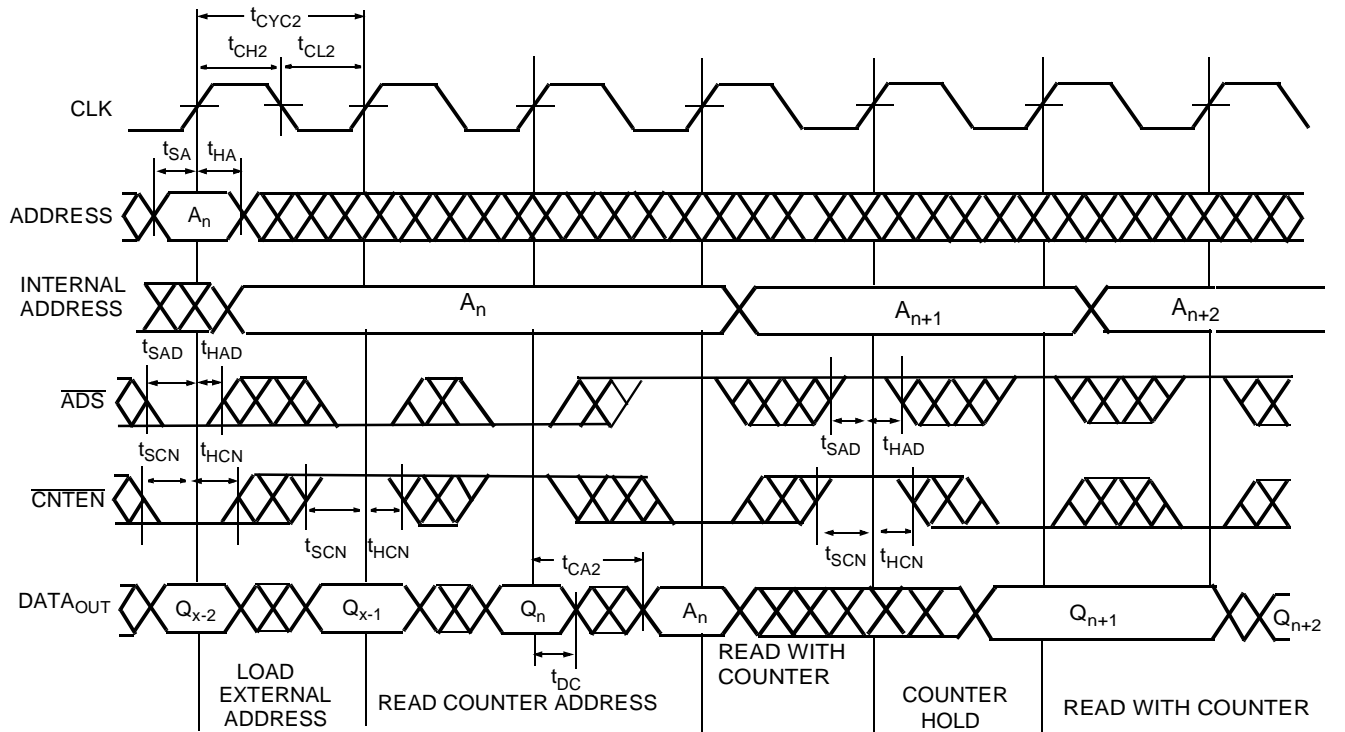 tCYC2
tCH2 tCL2
CLK
tSA tHA
ADDRESS An
INTERNAL
ADDRESS
An An+1 An+2
tSAD tHAD
ADS
tSAD tHAD
tSCN tHCN
CNTEN
tSCN tHCN tSCN tHCN
tCA2
DATAOUT Qx-2 Qx-1 Qn An Qn+1 Qn+2
tDC
LOAD
EXTERNAL
ADDRESS
READ COUNTER ADDRESS
READ WITH
COUNTER
COUNTER
HOLD
READ WITH COUNTER